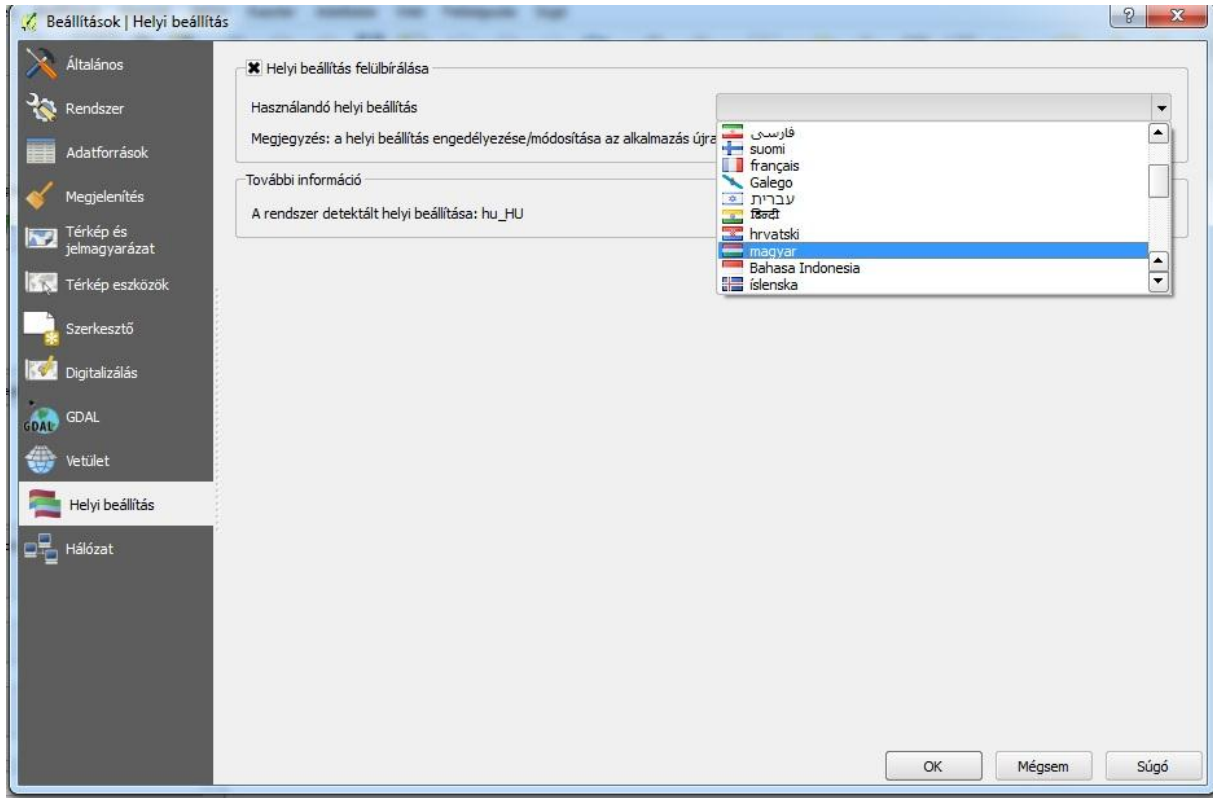 Beállítások | Helyi beállítás
Általános
Rendszer
Adatforrások
Megjelenítés
Térkép és
jelmagyarázat
Térkép eszközök
Szerkesztő
Digitalizálás
GDAL
GDAL
Vetület
Helyi beállítás
Hálózat
Helyi beállítás felülbírálása
Használandó helyi beállítás
Megjegyzés: a helyi beállítás engedélyezése/módosítása az alkalmazás újra
فارسی
suomi
français
Galego
עברית
हिन्दी
hrvatski
magyar
Bahasa Indonesia
íslenska
További információ
A rendszer detektált helyi beállítása: hu_HU
OK
Mégsem
Súgó